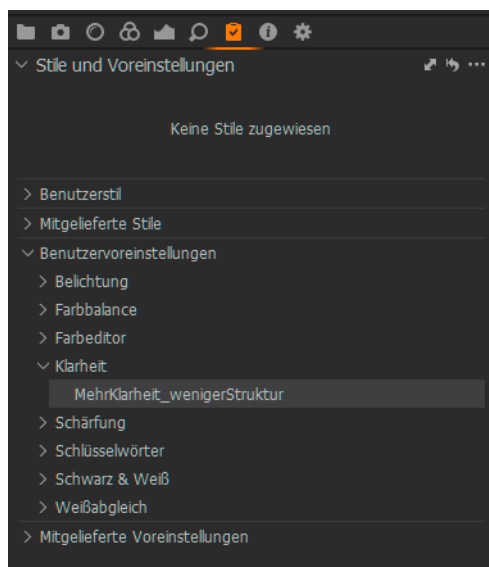 Stile und Voreinstellungen
Keine Stile zugewiesen
Benutzerstil
Mitgelieferte Stile
Benutzervoreinstellungen
Belichtung
Farbbalance
Farbeditor
Klarheit
MehrKlarheit_wenigerStruktur
Schärfung
Schlüsselwörter
Schwarz & Weiß
Weißabgleich
Mitgelieferte Voreinstellungen